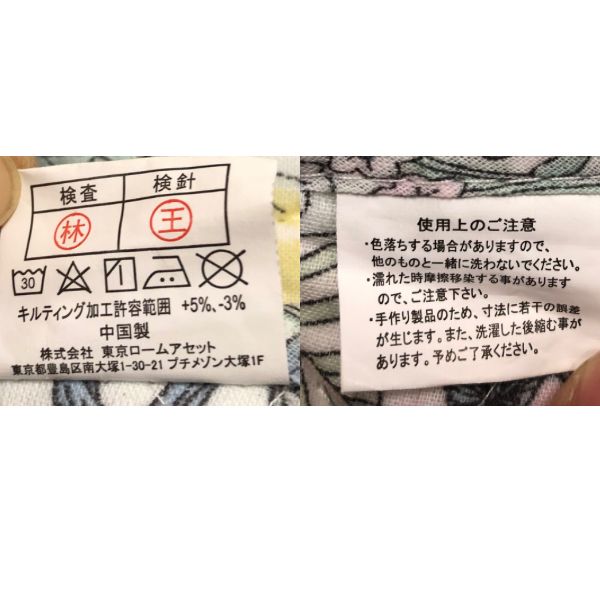 検査 検針
林 王
30
キルティング加工許容範囲 +5%、-3%
中国製
株式会社 東京ロームアセット
東京都豊島区南大塚1-30-21 プチメゾン大塚1F
使用上のご注意
・色落ちする場合がありますので、
他のものと一緒に洗わないでください。
・濡れた時摩擦移染する事があります
ので、ご注意下さい。
・手作り製品のため、寸法に若干の誤差
が生じます。また、洗濯した後縮む事が
あります。予めご了承ください。